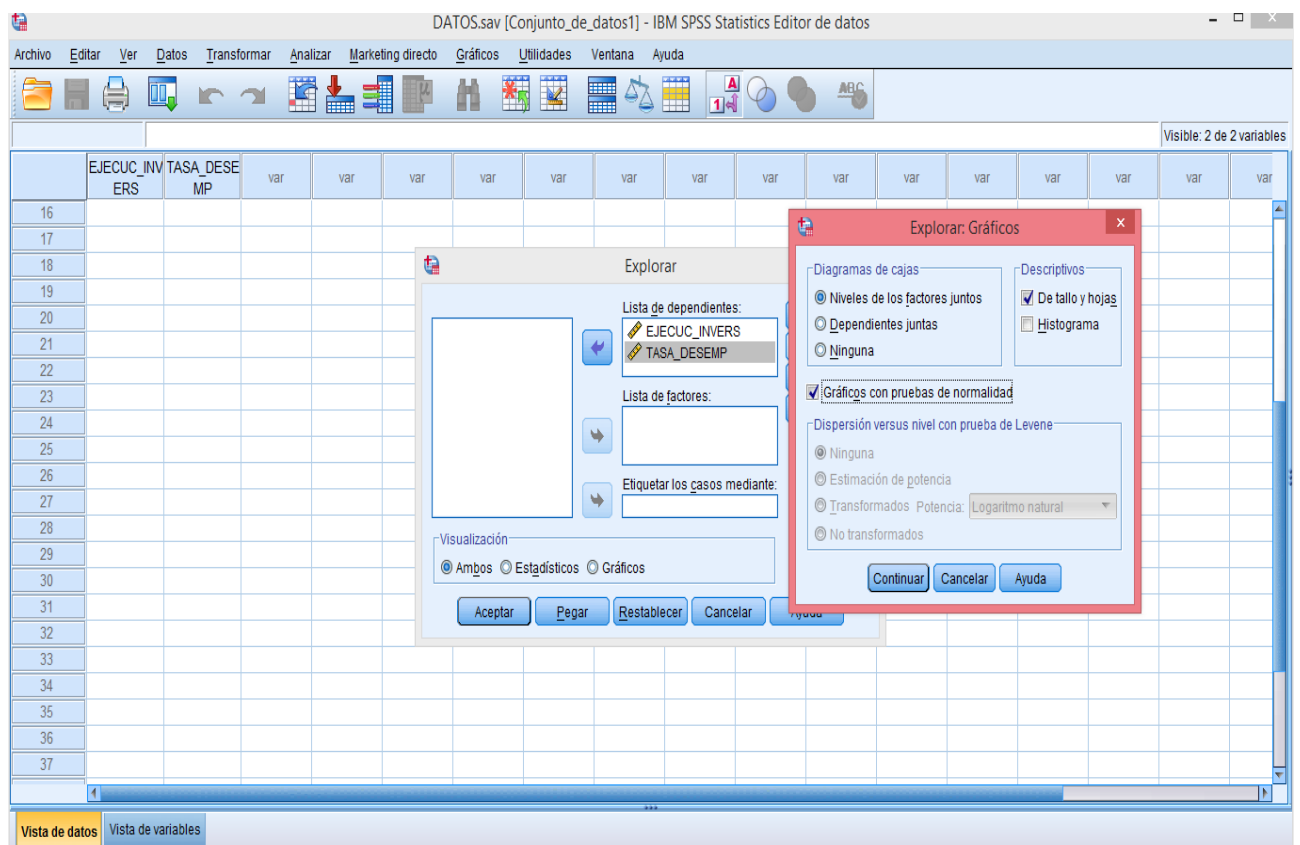 DATOS.sav [Conjunto_de_datos1] - IBM SPSS Statistics Editor de datos
Archivo Editar Ver Datos Transformar Analizar Marketing directo Gráficos Utilidades Ventana Ayuda
Visible: 2 de 2 variables
EJECUC_INVERS TASA_DESEMP var var var var var var var var var var var var var var var
16
17
18
19
20
21
22
23
24
25
26
27
28
29
30
31
32
33
34
35
36
37
Explorar
Lista de dependientes:
EJECUC_INVERS
TASA_DESEMP
Lista de factores:
Etiquetar los casos mediante:
Visualización
Ambos Estadísticos Gráficos
Aceptar Pegar Restablecer Cancelar Ayuda
Explorar: Gráficos
Diagramas de cajas
Niveles de los factores juntos
Dependientes juntas
Ninguna
Descriptivos
De tallo y hojas
Histograma
Gráficos con pruebas de normalidad
Dispersión versus nivel con prueba de Levene
Ninguna
Estimación de potencia
Transformados Potencia: Logaritmo natural
No transformados
Continuar Cancelar Ayuda
Vista de datos Vista de variables